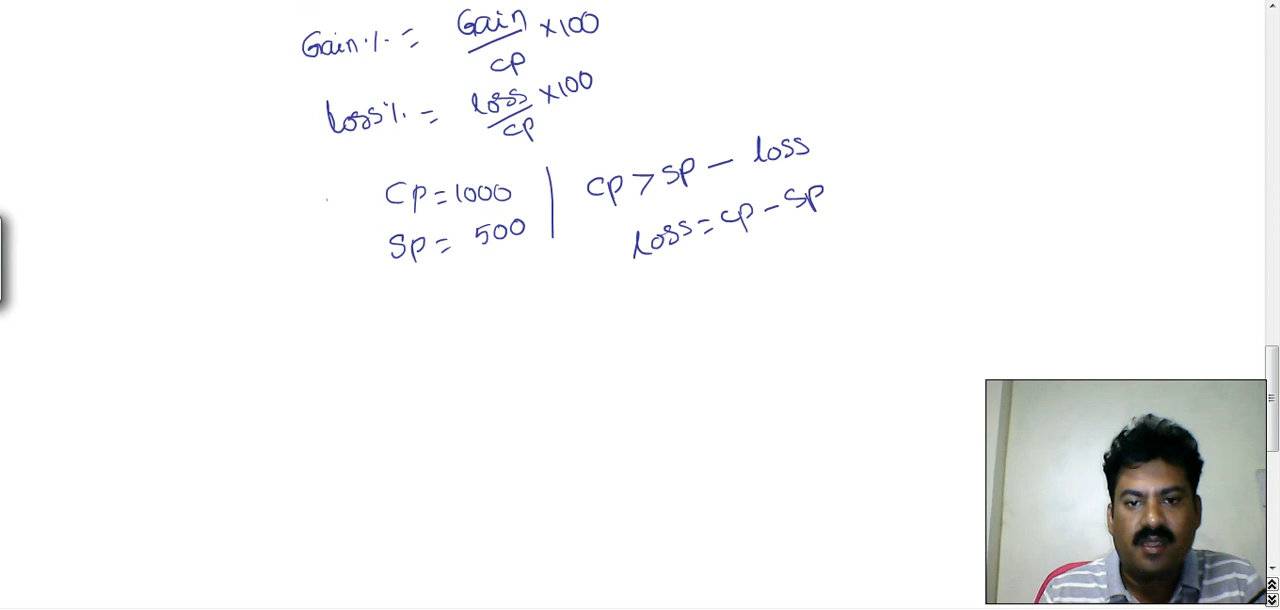 Gain % = Gain / CP × 100
Loss % = Loss / CP × 100
CP = 1000
SP = 500
CP > SP – Loss
Loss = CP – SP